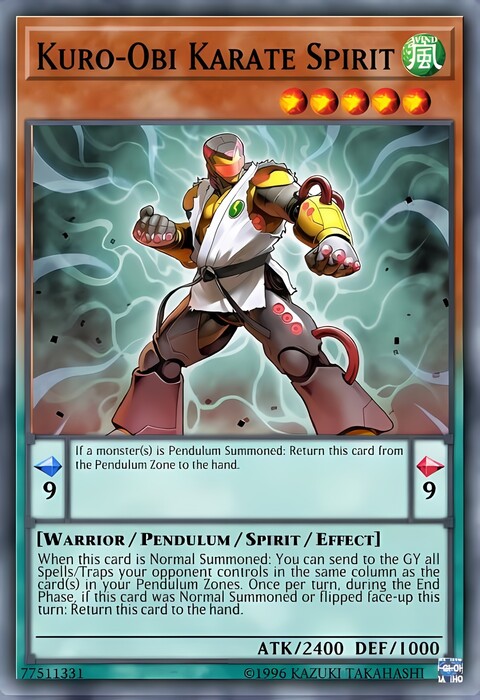 Kuro-Obi Karate Spirit
WIND
風
If a monster(s) is Pendulum Summoned: Return this card from
the Pendulum Zone to the hand.
9
9
[Warrior / Pendulum / Spirit / Effect]
When this card is Normal Summoned: You can send to the GY all
Spells/Traps your opponent controls in the same column as the
card(s) in your Pendulum Zones. Once per turn, during the End
Phase, if this card was Normal Summoned or flipped face-up this
turn: Return this card to the hand.
ATK/2400 DEF/1000
77511331
©1996 KAZUKI TAKAHASHI